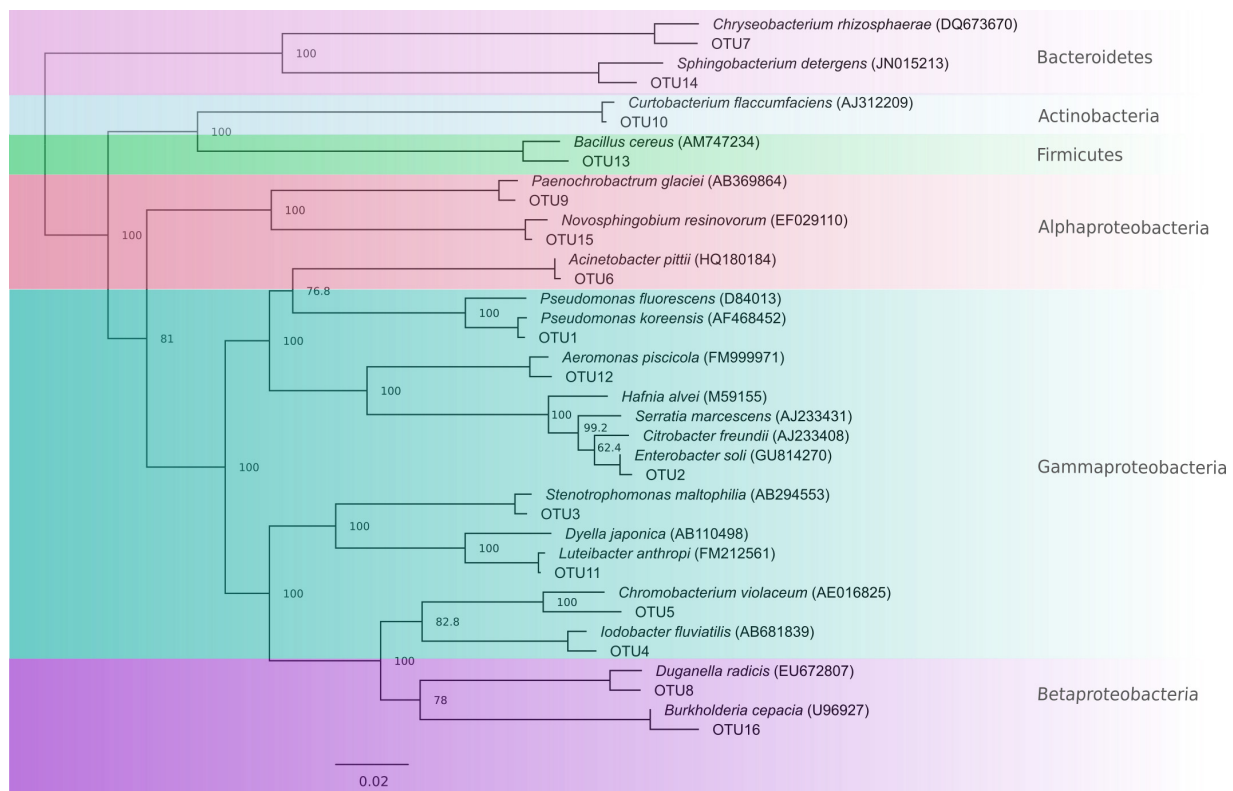 Chryseobacterium rhizosphaerae (DQ673670)
OTU7
100
Bacteroidetes
Sphingobacterium detergens (JN015213)
OTU14
Curtobacterium flaccumfaciens (AJ312209)
OTU10
Actinobacteria
100
Bacillus cereus (AM747234)
OTU13
Firmicutes
Paenochrobactrum glaciei (AB369864)
OTU9
100
Novosphingobium resinovorum (EF029110)
OTU15
Alphaproteobacteria
100
Acinetobacter pittii (HQ180184)
OTU6
76.8
Pseudomonas fluorescens (D84013)
100
Pseudomonas koreensis (AF468452)
OTU1
81
100
Aeromonas piscicola (FM999971)
OTU12
100
Hafnia alvei (M59155)
100
Serratia marcescens (AJ233431)
99.2
Citrobacter freundii (AJ233408)
62.4
Enterobacter soli (GU814270)
OTU2
100
Gammaproteobacteria
Stenotrophomonas maltophilia (AB294553)
OTU3
100
Dyella japonica (AB110498)
100
Luteibacter anthropi (FM212561)
OTU11
100
Chromobacterium violaceum (AE016825)
100
OTU5
82.8
Iodobacter fluviatilis (AB681839)
OTU4
100
Duganella radicis (EU672807)
OTU8
78
Betaproteobacteria
Burkholderia cepacia (U96927)
OTU16
0.02